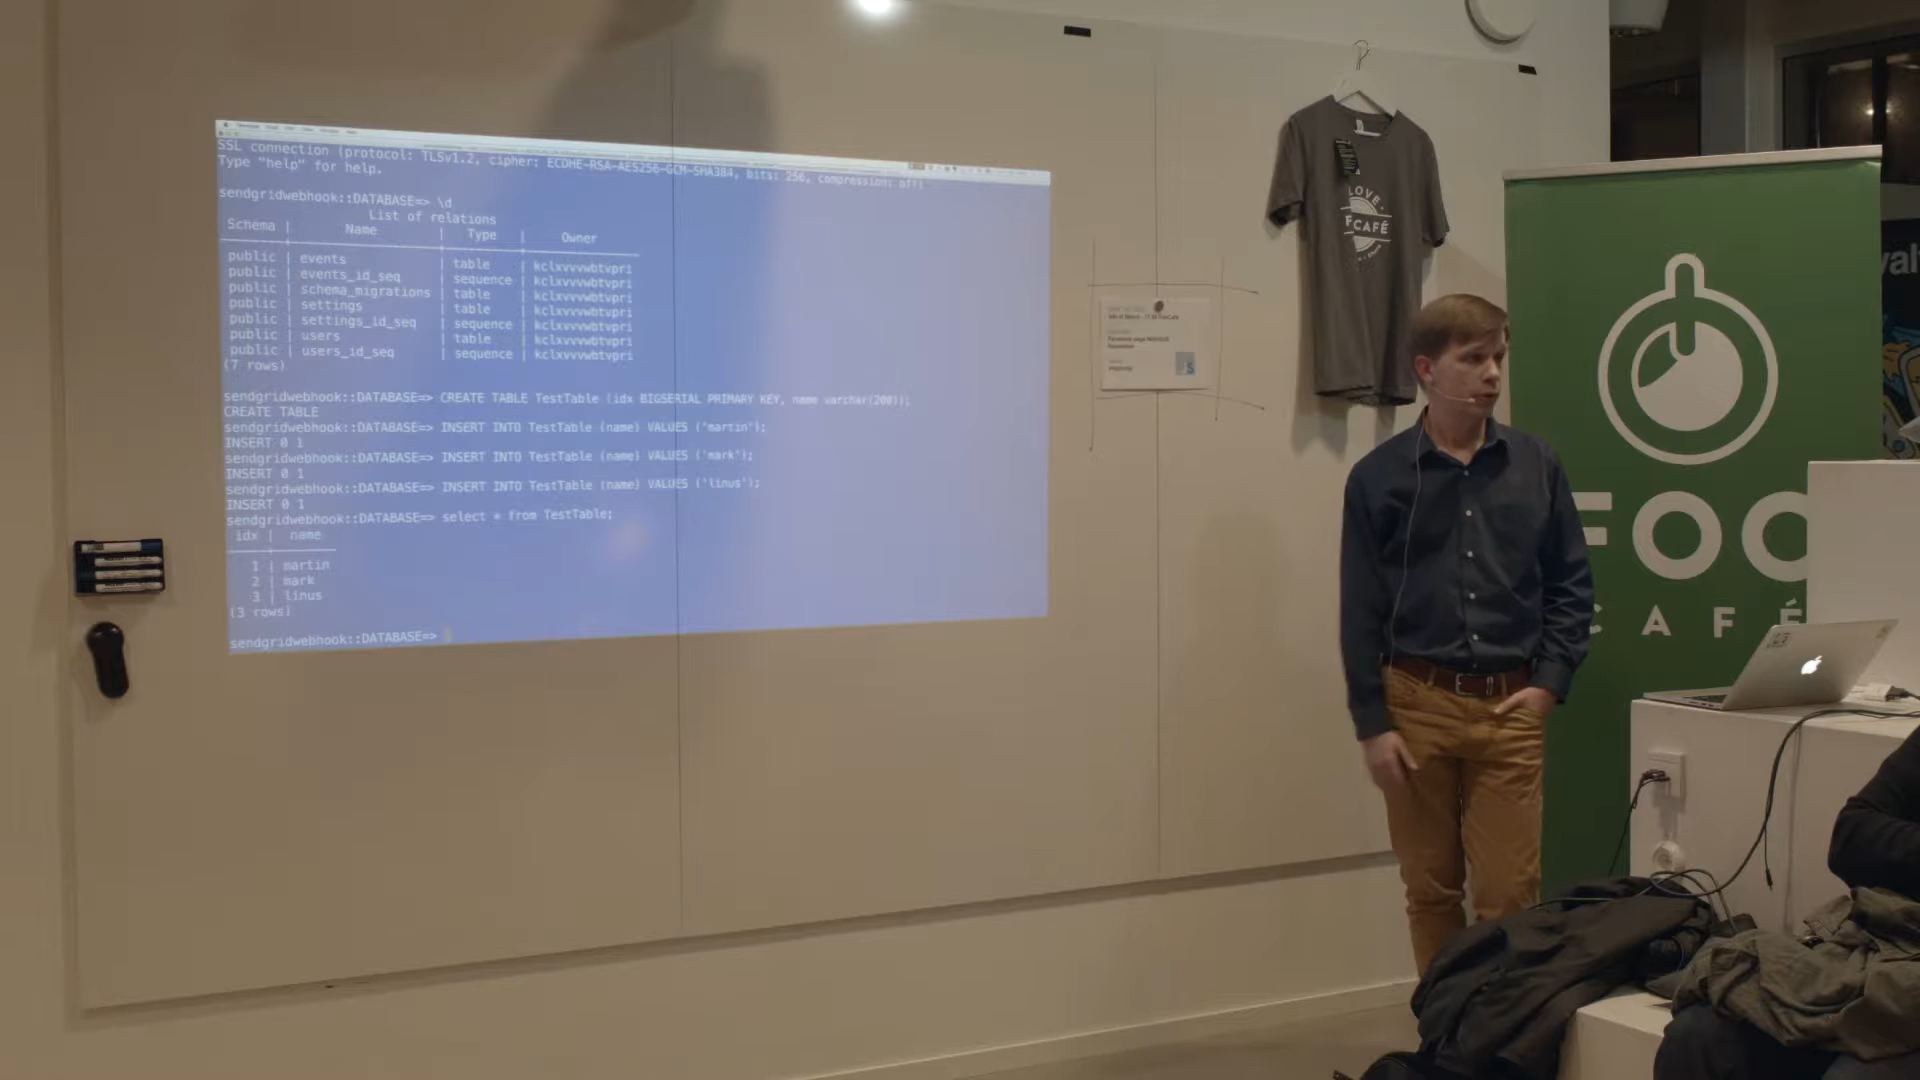 SSL connection (protocol: TLSv1.2, cipher: ECDHE-RSA-AES256-GCM-SHA384, bits: 256, compression: off)
Type "help" for help.
sendgridwebhook::DATABASE=> \d
List of relations
Schema | Name | Type | Owner
public | events | table | kclxvvvwbtvpri
public | events_id_seq | sequence | kclxvvvwbtvpri
public | schema_migrations | table | kclxvvvwbtvpri
public | settings | table | kclxvvvwbtvpri
public | settings_id_seq | sequence | kclxvvvwbtvpri
public | users | table | kclxvvvwbtvpri
public | users_id_seq | sequence | kclxvvvwbtvpri
(7 rows)
sendgridwebhook::DATABASE=> CREATE TABLE TestTable (idx BIGSERIAL PRIMARY KEY, name varchar(200));
CREATE TABLE
sendgridwebhook::DATABASE=> INSERT INTO TestTable (name) VALUES ('martin');
INSERT 0 1
sendgridwebhook::DATABASE=> INSERT INTO TestTable (name) VALUES ('mark');
INSERT 0 1
sendgridwebhook::DATABASE=> INSERT INTO TestTable (name) VALUES ('linus');
INSERT 0 1
sendgridwebhook::DATABASE=> select * from TestTable;
idx | name
1 | martin
2 | mark
3 | linus
(3 rows)
sendgridwebhook::DATABASE=>
LOVE
FCAFÉ
FOO
CAFÉ